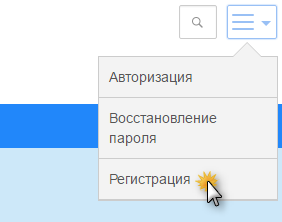 Авторизация
Восстановление
пароля
Регистрация